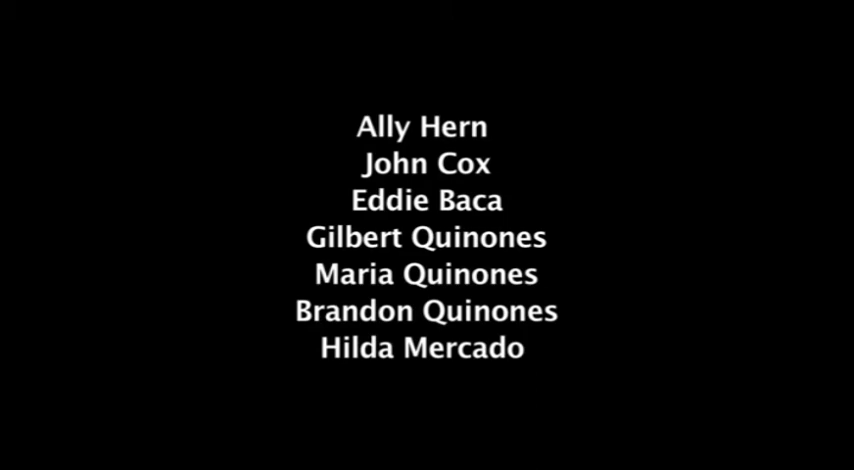 Ally Hern
John Cox
Eddie Baca
Gilbert Quinones
Maria Quinones
Brandon Quinones
Hilda Mercado